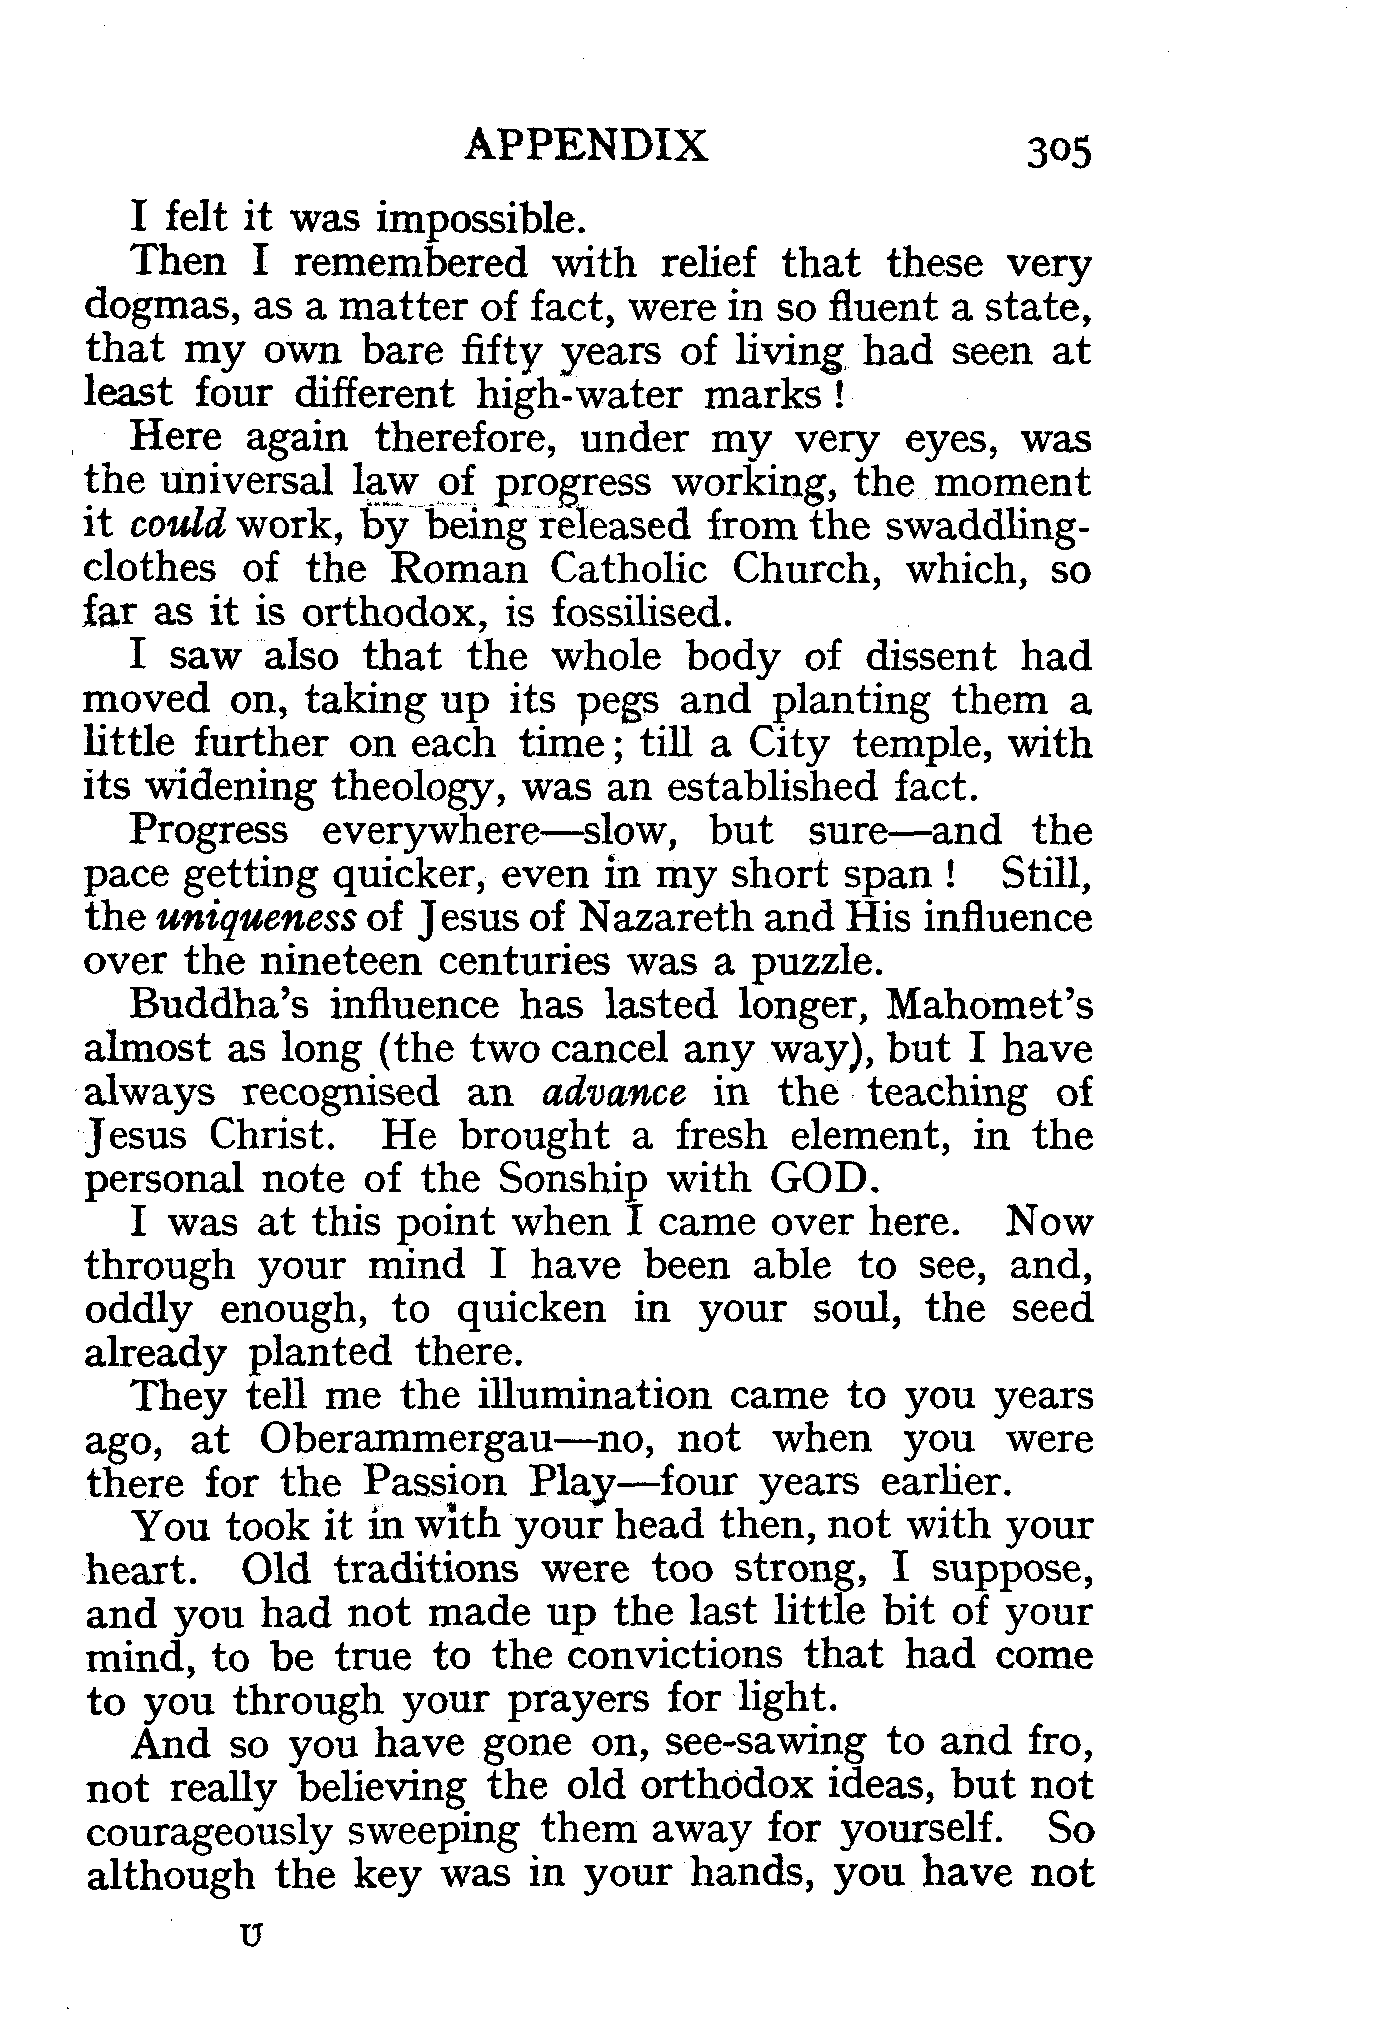 APPENDIX 305
I felt it was impossible.
Then I remembered with relief that these very
dogmas, as a matter of fact, were in so fluent a state,
that my own bare fifty years of living had seen at
least four different high-water marks !
Here again therefore, under my very eyes, was
the universal law of progress working, the moment
it could work, by being released from the swaddling-
clothes of the Roman Catholic Church, which, so
far as it is orthodox, is fossilised.
I saw also that the whole body of dissent had
moved on, taking up its pegs and planting them a
little further on each time; till a City temple, with
its widening theology, was an established fact.
Progress everywhere—slow, but sure—and the
pace getting quicker, even in my short span ! Still,
the uniqueness of Jesus of Nazareth and His influence
over the nineteen centuries was a puzzle.
Buddha's influence has lasted longer, Mahomet's
almost as long (the two cancel any way), but I have
always recognised an advance in the teaching of
Jesus Christ. He brought a fresh element, in the
personal note of the Sonship with GOD.
I was at this point when I came over here. Now
through your mind I have been able to see, and,
oddly enough, to quicken in your soul, the seed
already planted there.
They tell me the illumination came to you years
ago, at Oberammergau—no, not when you were
there for the Passion Play—four years earlier.
You took it in with your head then, not with your
heart. Old traditions were too strong, I suppose,
and you had not made up the last little bit of your
mind, to be true to the convictions that had come
to you through your prayers for light.
And so you have gone on, see-sawing to and fro,
not really believing the old orthodox ideas, but not
courageously sweeping them away for yourself. So
although the key was in your hands, you have not
U